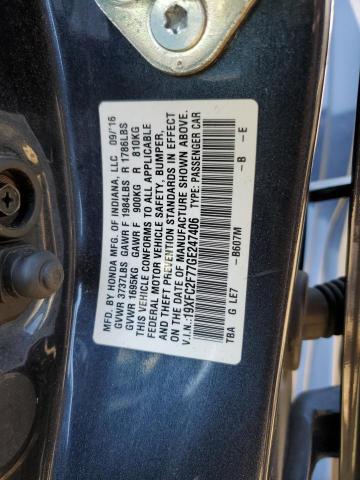 MFD. BY HONDA MFG. OF INDIANA, LLC 09/16
GVWR 3737LBS GAWR F 1984LBS R 1786LBS
GVWR 1695KG GAWR F 900KG R 810KG
THIS VEHICLE CONFORMS TO ALL APPLICABLE
FEDERAL MOTOR VEHICLE SAFETY, BUMPER,
AND THEFT PREVENTION STANDARDS IN EFFECT
ON THE DATE OF MANUFACTURE SHOWN ABOVE.
V.I.N.: 19XFC2F77GE247406 TYPE: PASSENGER CAR
-B607M -B -E
TBA G LE7